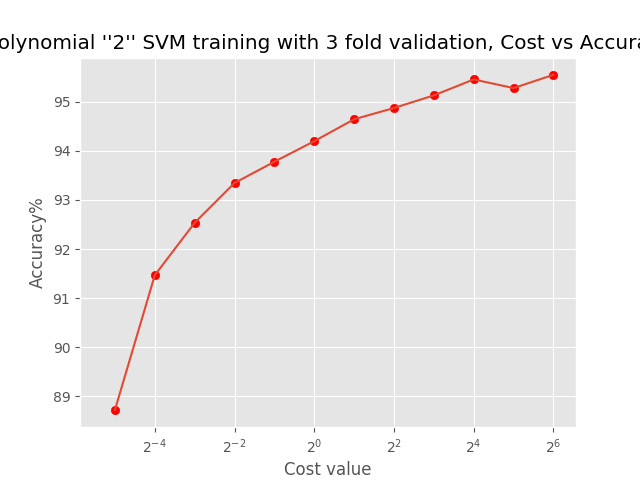 olynomial ''2'' SVM training with 3 fold validation, Cost vs Accura
95
94
93
92
91
90
89
Accuracy%
2^-4 2^-2 2^0 2^2 2^4 2^6
Cost value